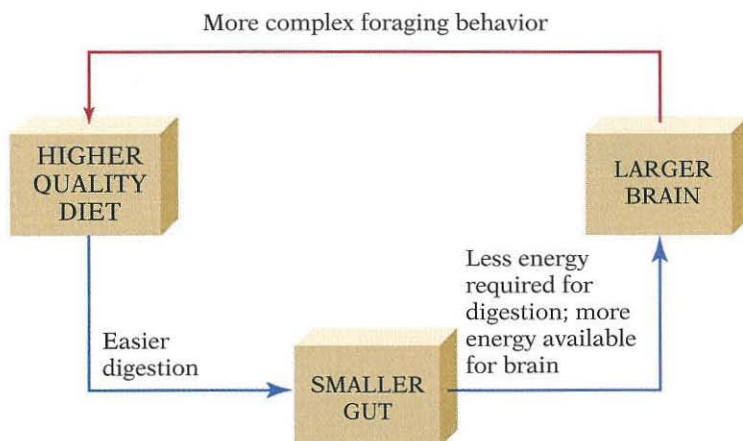 More complex foraging behavior
HIGHER
QUALITY
DIET
LARGER
BRAIN
Easier
digestion
SMALLER
GUT
Less energy
required for
digestion; more
energy available
for brain